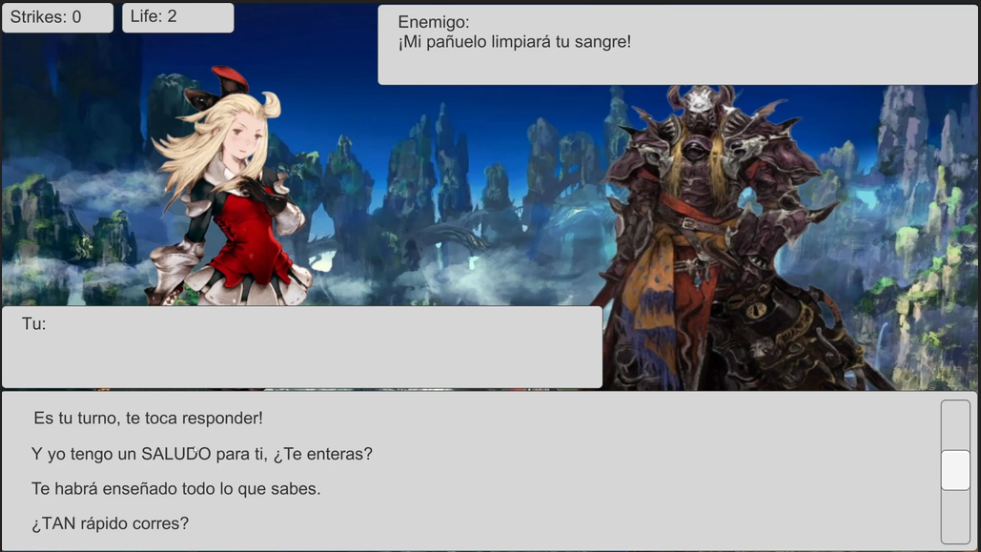 Strikes: 0
Life: 2
Enemigo:
¡Mi pañuelo limpiará tu sangre!
Tu:
Es tu turno, te toca responder!
Y yo tengo un SALUDO para ti, ¿Te enteras?
Te habrá enseñado todo lo que sabes.
¿TAN rápido corres?